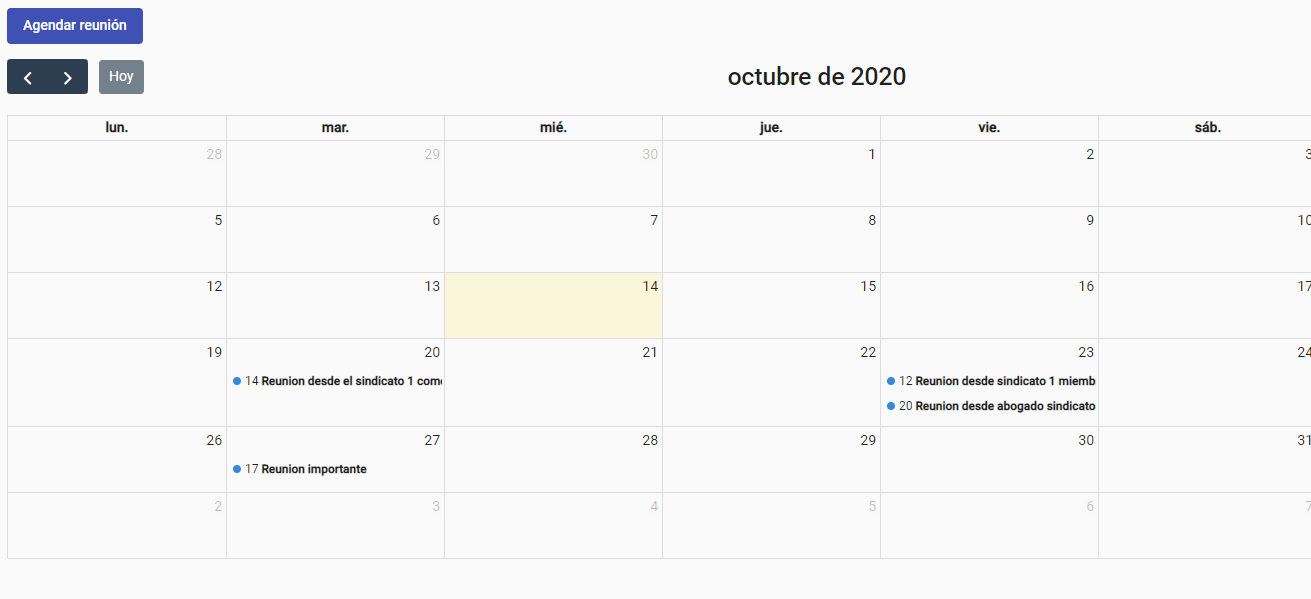 Agendar reunión
Hoy
octubre de 2020
lun. mar. mié. jue. vie. sáb.
28 29 30 1 2 3
5 6 7 8 9 10
12 13 14 15 16 17
19 20 21 22 23 24
14 Reunion desde el sindicato 1 com 12 Reunion desde sindicato 1 miemb
20 Reunion desde abogado sindicato
26 27 28 29 30 31
17 Reunion importante
2 3 4 5 6 7